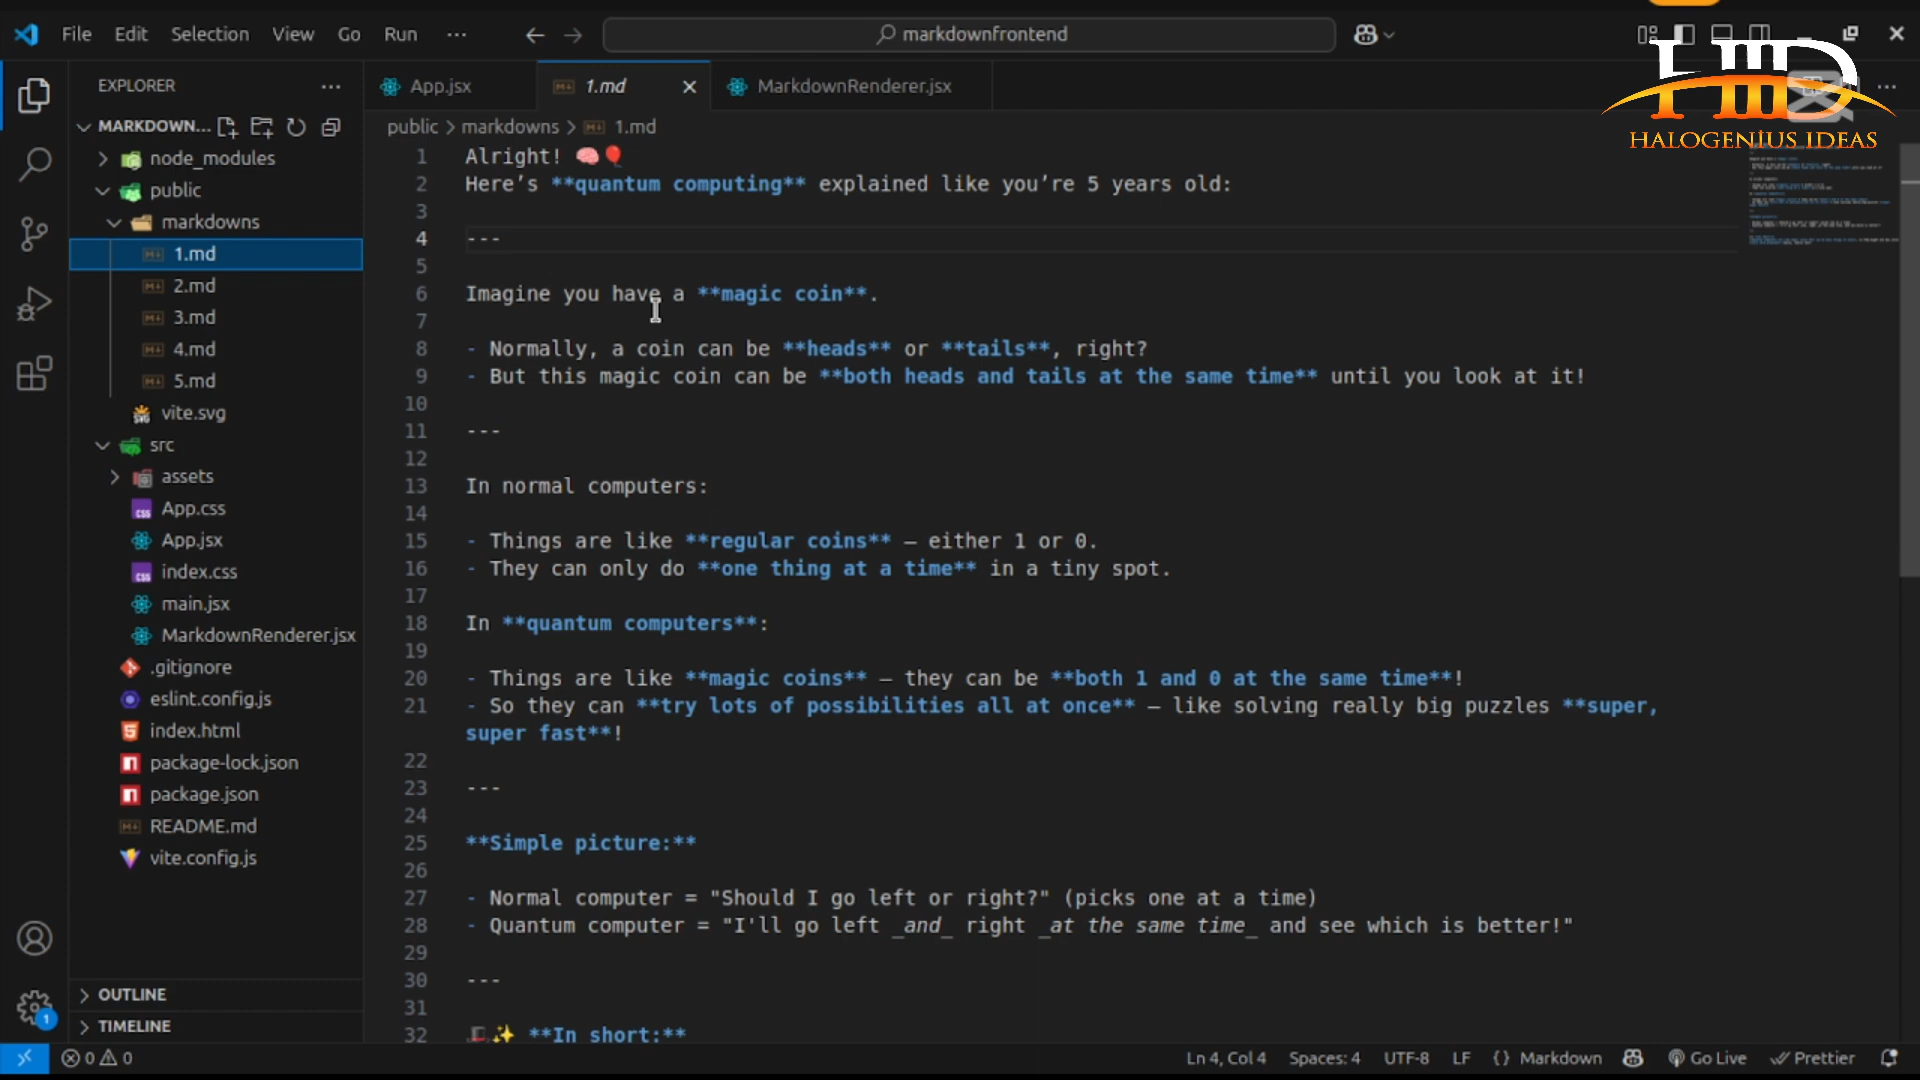 File Edit Selection View Go Run ··· markdownfrontend
HID
HALOGENIUS IDEAS
EXPLORER
App.jsx 1.md MarkdownRenderer.jsx
MARKDOWN...
public > markdowns > 1.md
node_modules
public
markdowns
1.md
2.md
3.md
4.md
5.md
vite.svg
src
assets
App.css
App.jsx
index.css
main.jsx
MarkdownRenderer.jsx
.gitignore
eslint.config.js
index.html
package-lock.json
package.json
README.md
vite.config.js
OUTLINE
TIMELINE
1 Alright! 🧠🎈
2 Here’s **quantum computing** explained like you’re 5 years old:
3
4 ---
5
6 Imagine you have a **magic coin**.
7
8 - Normally, a coin can be **heads** or **tails**, right?
9 - But this magic coin can be **both heads and tails at the same time** until you look at it!
10
11 ---
12
13 In normal computers:
14
15 - Things are like **regular coins** — either 1 or 0.
16 - They can only do **one thing at a time** in a tiny spot.
17
18 In **quantum computers**:
19
20 - Things are like **magic coins** — they can be **both 1 and 0 at the same time**!
21 - So they can **try lots of possibilities all at once** — like solving really big puzzles **super,
super fast**!
22
23 ---
24
25 **Simple picture:**
26
27 - Normal computer = "Should I go left or right?" (picks one at a time)
28 - Quantum computer = "I'll go left _and_ right _at the same time_ and see which is better!"
29
30 ---
31
32 🎩✨ **In short:**
1
0 0 Ln 4, Col 4 Spaces: 4 UTF-8 LF {} Markdown Go Live Prettier